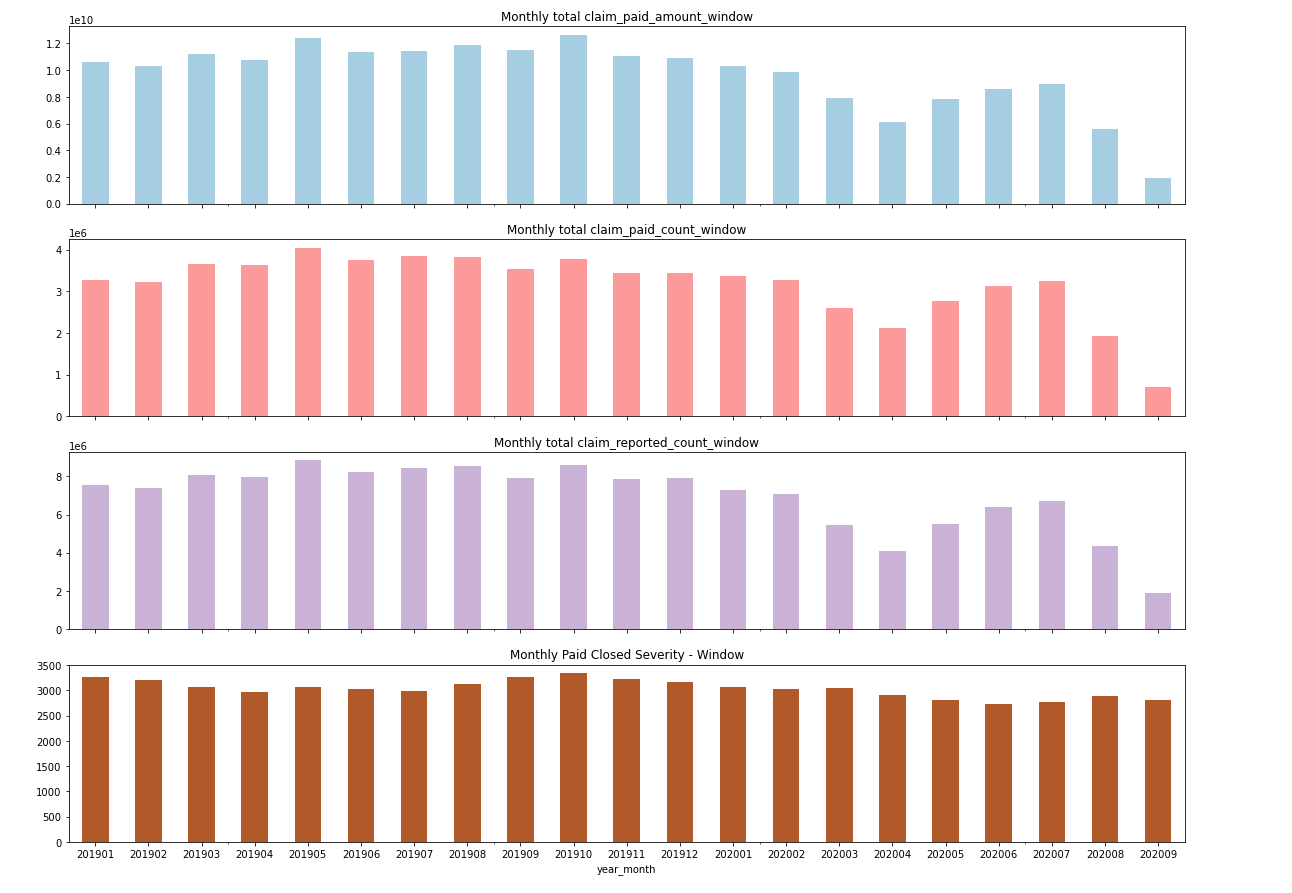 Monthly total claim_paid_amount_window
1e10
1.2
1.0
0.8
0.6
0.4
0.2
0.0
Monthly total claim_paid_count_window
1e6
4
3
2
1
0
Monthly total claim_reported_count_window
1e6
8
6
4
2
0
Monthly Paid Closed Severity - Window
3500
3000
2500
2000
1500
1000
500
0
201901 201902 201903 201904 201905 201906 201907 201908 201909 201910 201911 201912 202001 202002 202003 202004 202005 202006 202007 202008 202009
year_month